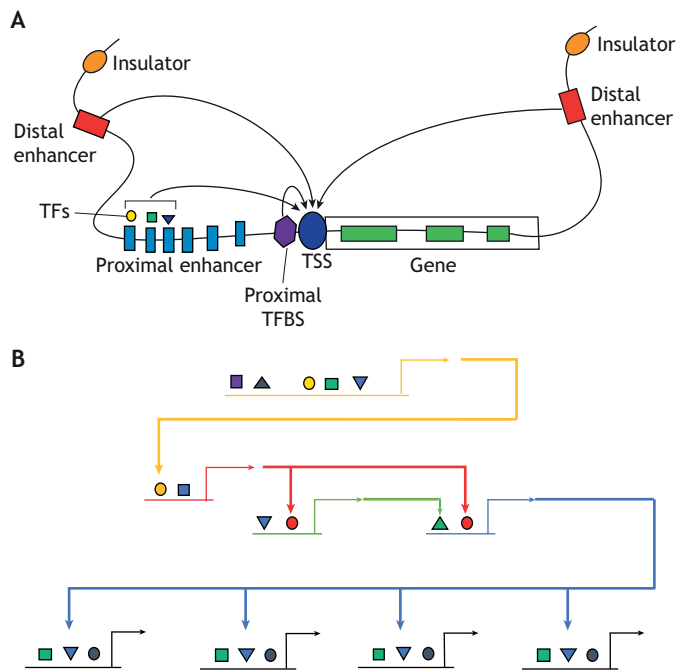 A
Insulator
Insulator
Distal
enhancer
Distal
enhancer
TFs
Proximal enhancer
TSS
Gene
Proximal
TFBS
B